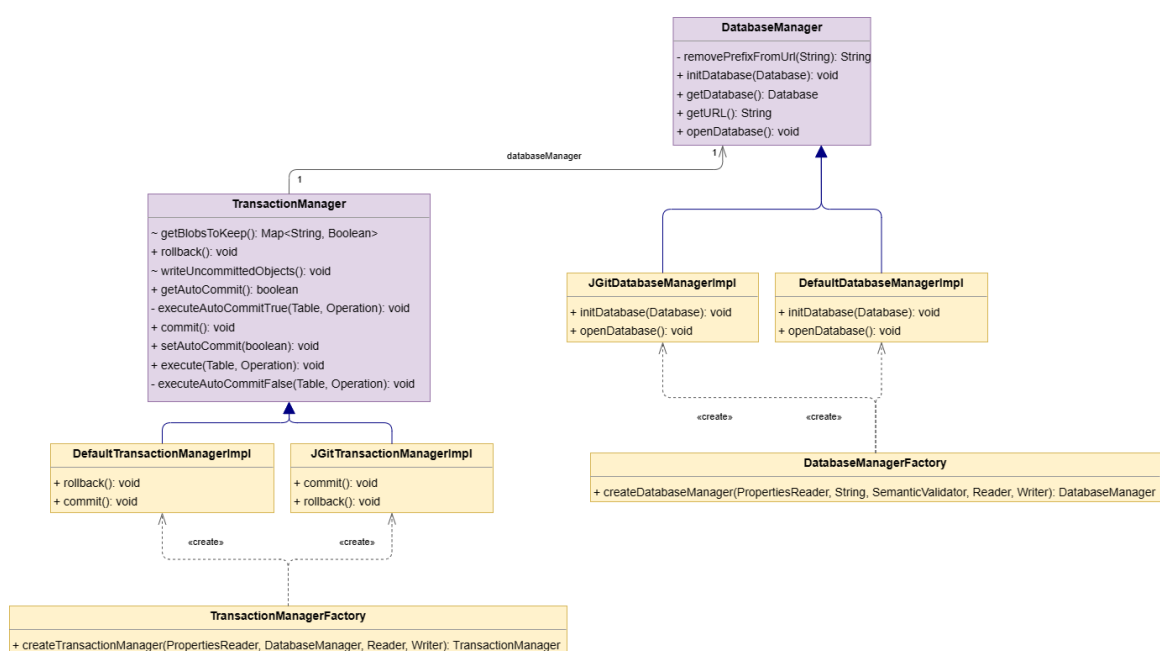 DatabaseManager
- removePrefixFromUrl(String): String
+ initDatabase(Database): void
+ getDatabase(): Database
+ getURL(): String
+ openDatabase(): void
databaseManager
1
1
TransactionManager
~ getBlobsToKeep(): Map<String, Boolean>
+ rollback(): void
~ writeUncommittedObjects(): void
+ getAutoCommit(): boolean
- executeAutoCommitTrue(Table, Operation): void
+ commit(): void
+ setAutoCommit(boolean): void
+ execute(Table, Operation): void
- executeAutoCommitFalse(Table, Operation): void
JGitDatabaseManagerImpl
+ initDatabase(Database): void
+ openDatabase(): void
DefaultDatabaseManagerImpl
+ initDatabase(Database): void
+ openDatabase(): void
«create»
«create»
DatabaseManagerFactory
+ createDatabaseManager(PropertiesReader, String, SemanticValidator, Reader, Writer): DatabaseManager
DefaultTransactionManagerImpl
+ rollback(): void
+ commit(): void
JGitTransactionManagerImpl
+ commit(): void
+ rollback(): void
«create»
«create»
TransactionManagerFactory
+ createTransactionManager(PropertiesReader, DatabaseManager, Reader, Writer): TransactionManager